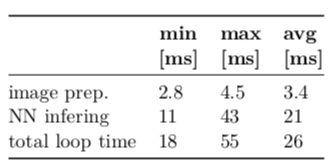 min max avg
[ms] [ms] [ms]
image prep. 2.8 4.5 3.4
NN infering 11 43 21
total loop time 18 55 26